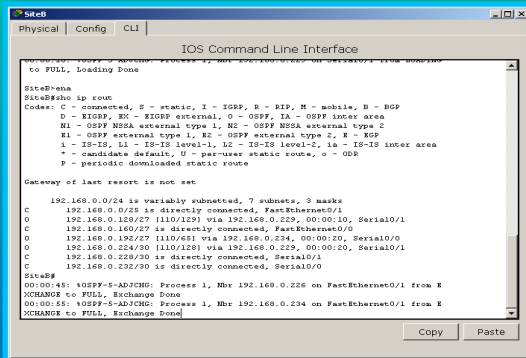 SiteB
Physical Config CLI
IOS Command Line Interface
to FULL, Loading Done
SiteB>ena
SiteB#sho ip rout
Codes: C - connected, S - static, I - IGRP, R - RIP, M - mobile, B - BGP
D - EIGRP, EX - EIGRP external, O - OSPF, IA - OSPF inter area
N1 - OSPF NSSA external type 1, N2 - OSPF NSSA external type 2
E1 - OSPF external type 1, E2 - OSPF external type 2, E - EGP
i - IS-IS, L1 - IS-IS level-1, L2 - IS-IS level-2, ia - IS-IS inter area
* - candidate default, U - per-user static route, o - ODR
P - periodic downloaded static route
Gateway of last resort is not set
192.168.0.0/24 is variably subnetted, 7 subnets, 3 masks
C 192.168.0.0/25 is directly connected, FastEthernet0/1
O 192.168.0.128/27 [110/129] via 192.168.0.229, 00:00:10, Serial0/1
C 192.168.0.160/27 is directly connected, FastEthernet0/0
O 192.168.0.192/27 [110/65] via 192.168.0.234, 00:00:20, Serial0/0
O 192.168.0.224/30 [110/128] via 192.168.0.229, 00:00:20, Serial0/1
C 192.168.0.228/30 is directly connected, Serial0/1
C 192.168.0.232/30 is directly connected, Serial0/0
SiteB#
00:00:45: %OSPF-5-ADJCHG: Process 1, Nbr 192.168.0.226 on FastEthernet0/1 from E
XCHANGE to FULL, Exchange Done
00:00:55: %OSPF-5-ADJCHG: Process 1, Nbr 192.168.0.234 on FastEthernet0/1 from E
XCHANGE to FULL, Exchange Done
Copy Paste